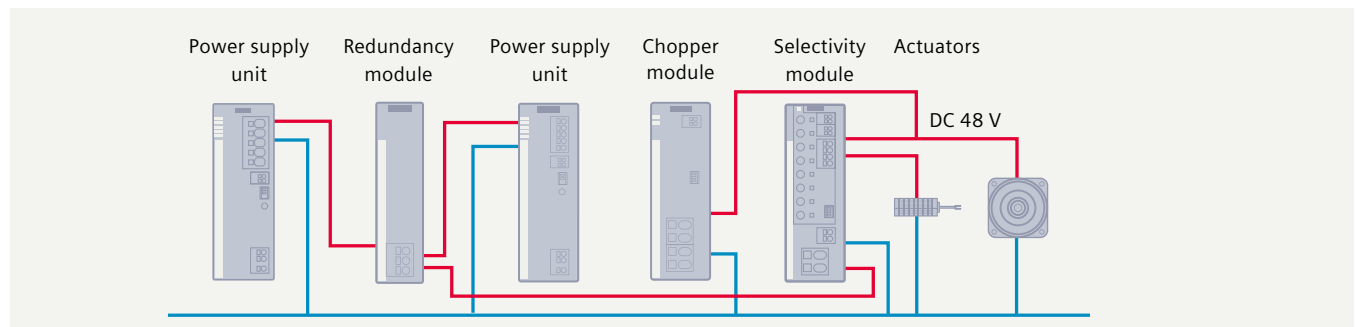 Power supply
unit
Redundancy
module
Power supply
unit
Chopper
module
Selectivity
module
Actuators
DC 48 V